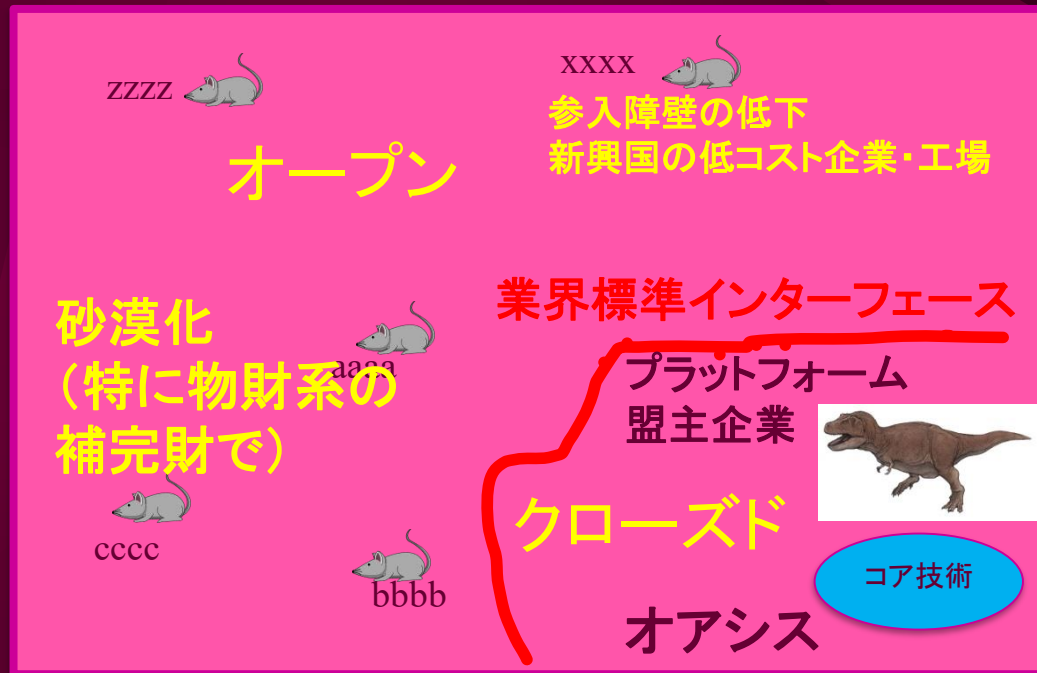 zzzz
xxxx
参入障壁の低下
新興国の低コスト企業・工場
オープン
業界標準インターフェース
砂漠化
（特に物財系の
補完財で）
aaaa
プラットフォーム
盟主企業
クローズド
cccc
bbbb
コア技術
オアシス